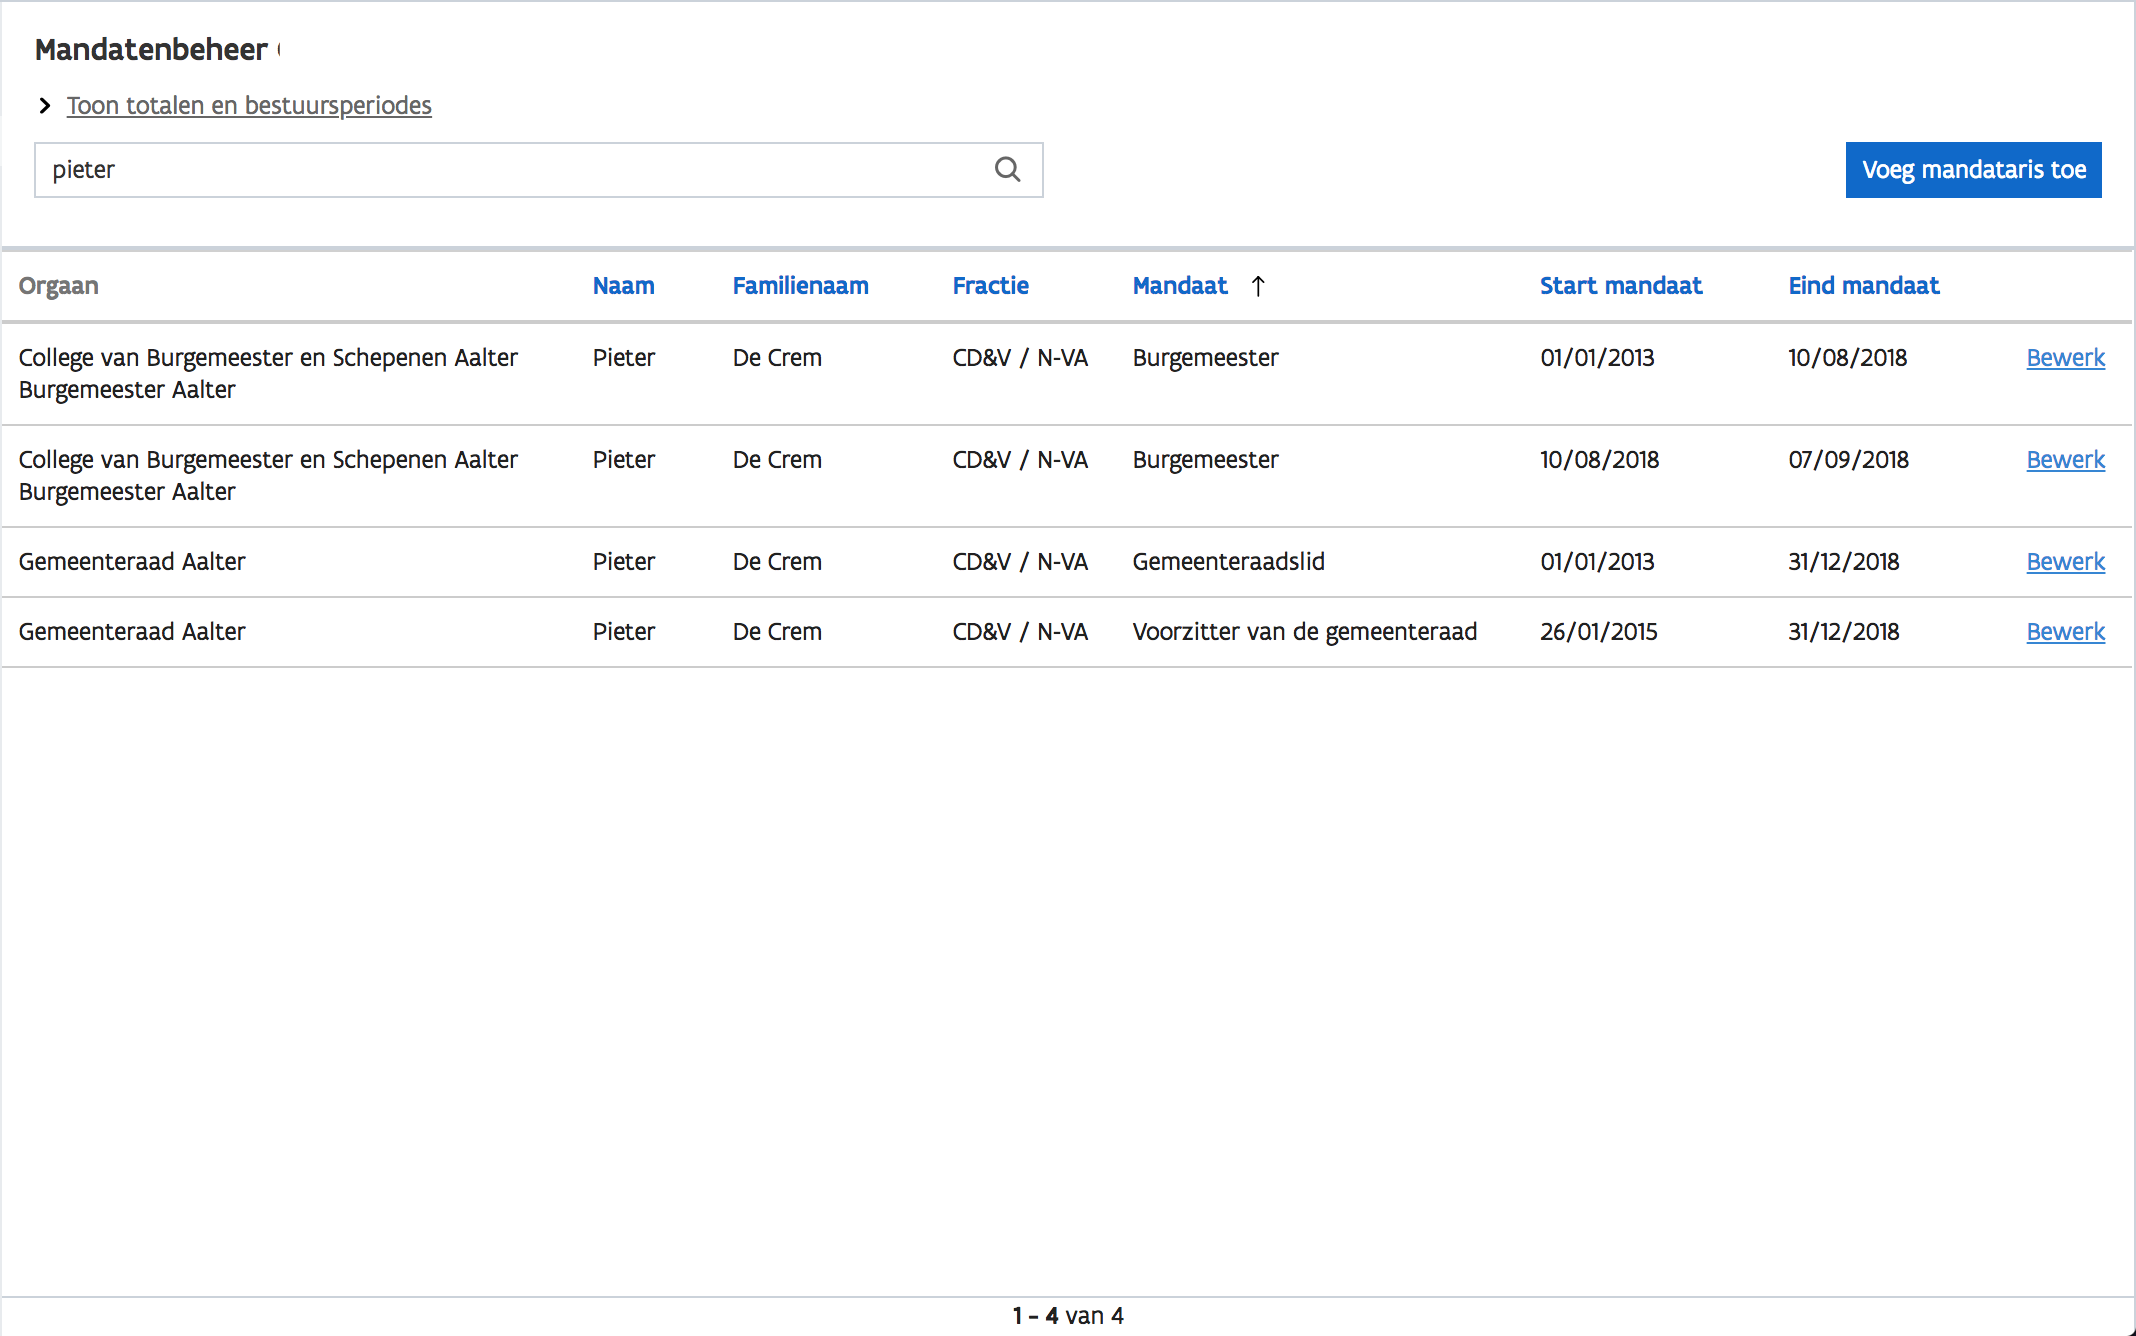 Mandatenbeheer
Toon totalen en bestuursperiodes
pieter
Voeg mandataris toe
Orgaan Naam Familienaam Fractie Mandaat ↑ Start mandaat Eind mandaat
College van Burgemeester en Schepenen Aalter Pieter De Crem CD&V / N-VA Burgemeester 01/01/2013 10/08/2018 Bewerk
Burgemeester Aalter
College van Burgemeester en Schepenen Aalter Pieter De Crem CD&V / N-VA Burgemeester 10/08/2018 07/09/2018 Bewerk
Burgemeester Aalter
Gemeenteraad Aalter Pieter De Crem CD&V / N-VA Gemeenteraadslid 01/01/2013 31/12/2018 Bewerk
Gemeenteraad Aalter Pieter De Crem CD&V / N-VA Voorzitter van de gemeenteraad 26/01/2015 31/12/2018 Bewerk
1 - 4 van 4